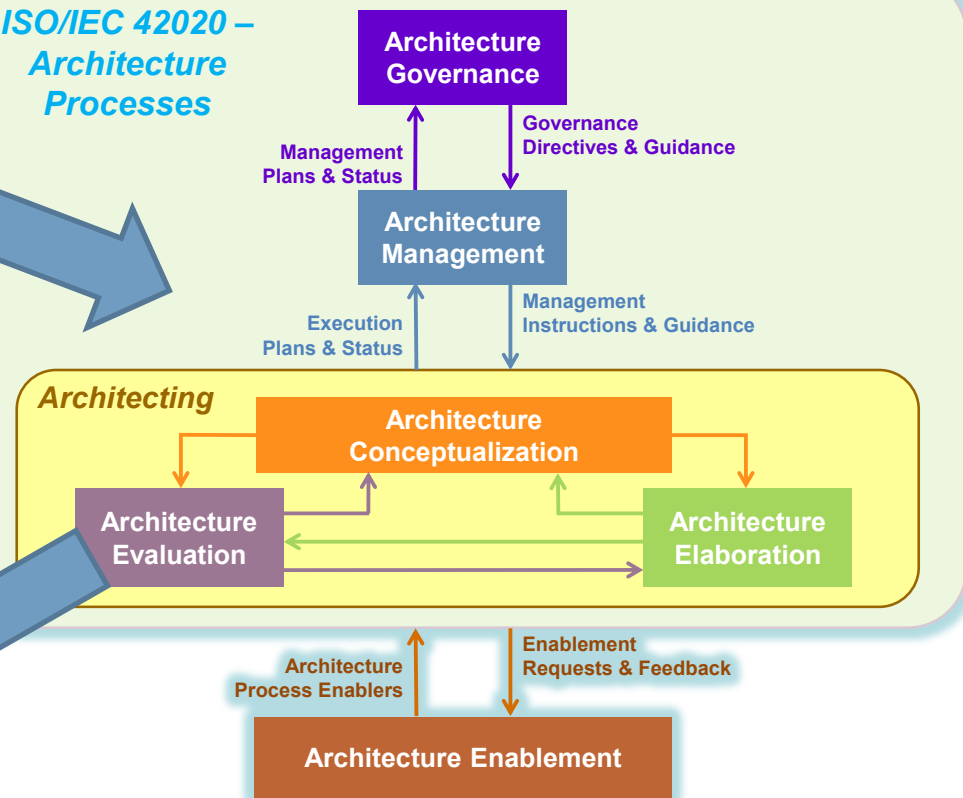 ISO/IEC 42020 –
Architecture
Processes
Architecture
Governance
Management
Plans & Status
Governance
Directives & Guidance
Architecture
Management
Execution
Plans & Status
Management
Instructions & Guidance
Architecting
Architecture
Conceptualization
Architecture
Evaluation
Architecture
Elaboration
Architecture
Process Enablers
Enablement
Requests & Feedback
Architecture Enablement